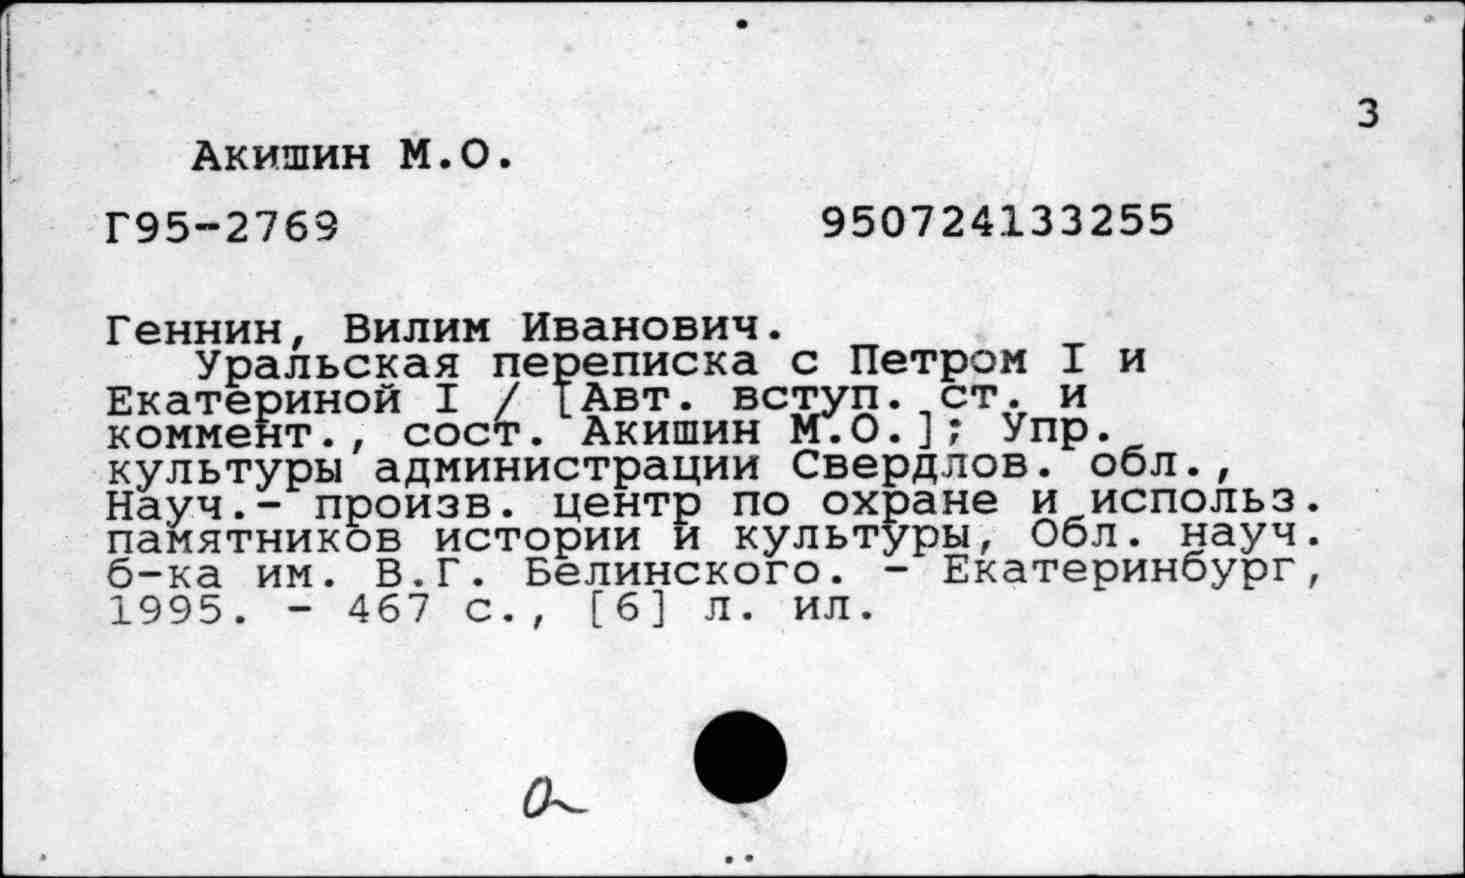 3
Акишин М.О.
Г95-2769 950724133255
Геннин, Вилим Иванович.
Уральская переписка с Петром I и
Екатериной I / [Авт. вступ. ст. и
коммент., сост. Акишин М.О.]; Упр.
культуры администрации Свердлов. обл.,
Науч.- произв. центр по охране и использ.
памятников истории и культуры, Обл. науч.
б-ка им. В.Г. Белинского. - Екатеринбург,
1995. - 467 с., [6] л. ил.